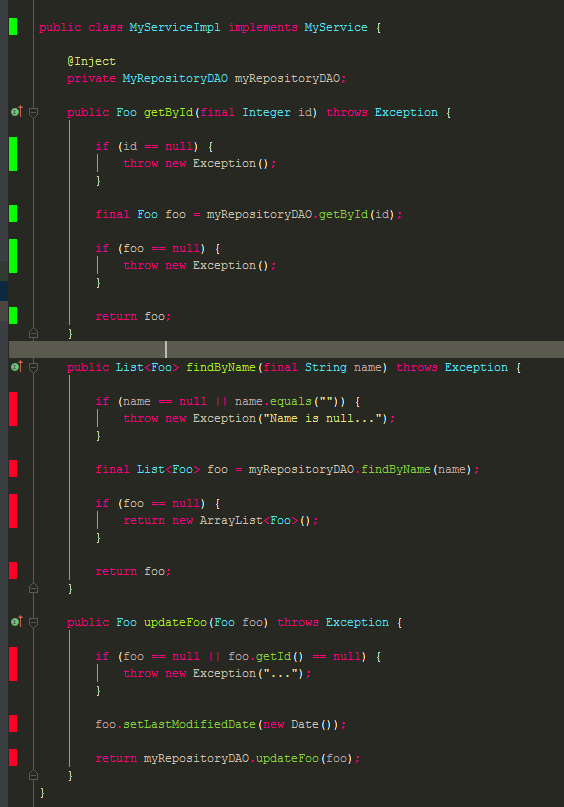 public class MyServiceImpl implements MyService {
@Inject
private MyRepositoryDAO myRepositoryDAO;
public Foo getById(final Integer id) throws Exception {
if (id == null) {
throw new Exception();
}
final Foo foo = myRepositoryDAO.getById(id);
if (foo == null) {
throw new Exception();
}
return foo;
}
public List<Foo> findByName(final String name) throws Exception {
if (name == null || name.equals("")) {
throw new Exception("Name is null...");
}
final List<Foo> foo = myRepositoryDAO.findByName(name);
if (foo == null) {
return new ArrayList<Foo>();
}
return foo;
}
public Foo updateFoo(Foo foo) throws Exception {
if (foo == null || foo.getId() == null) {
throw new Exception("...");
}
foo.setLastModifiedDate(new Date());
return myRepositoryDAO.updateFoo(foo);
}
}